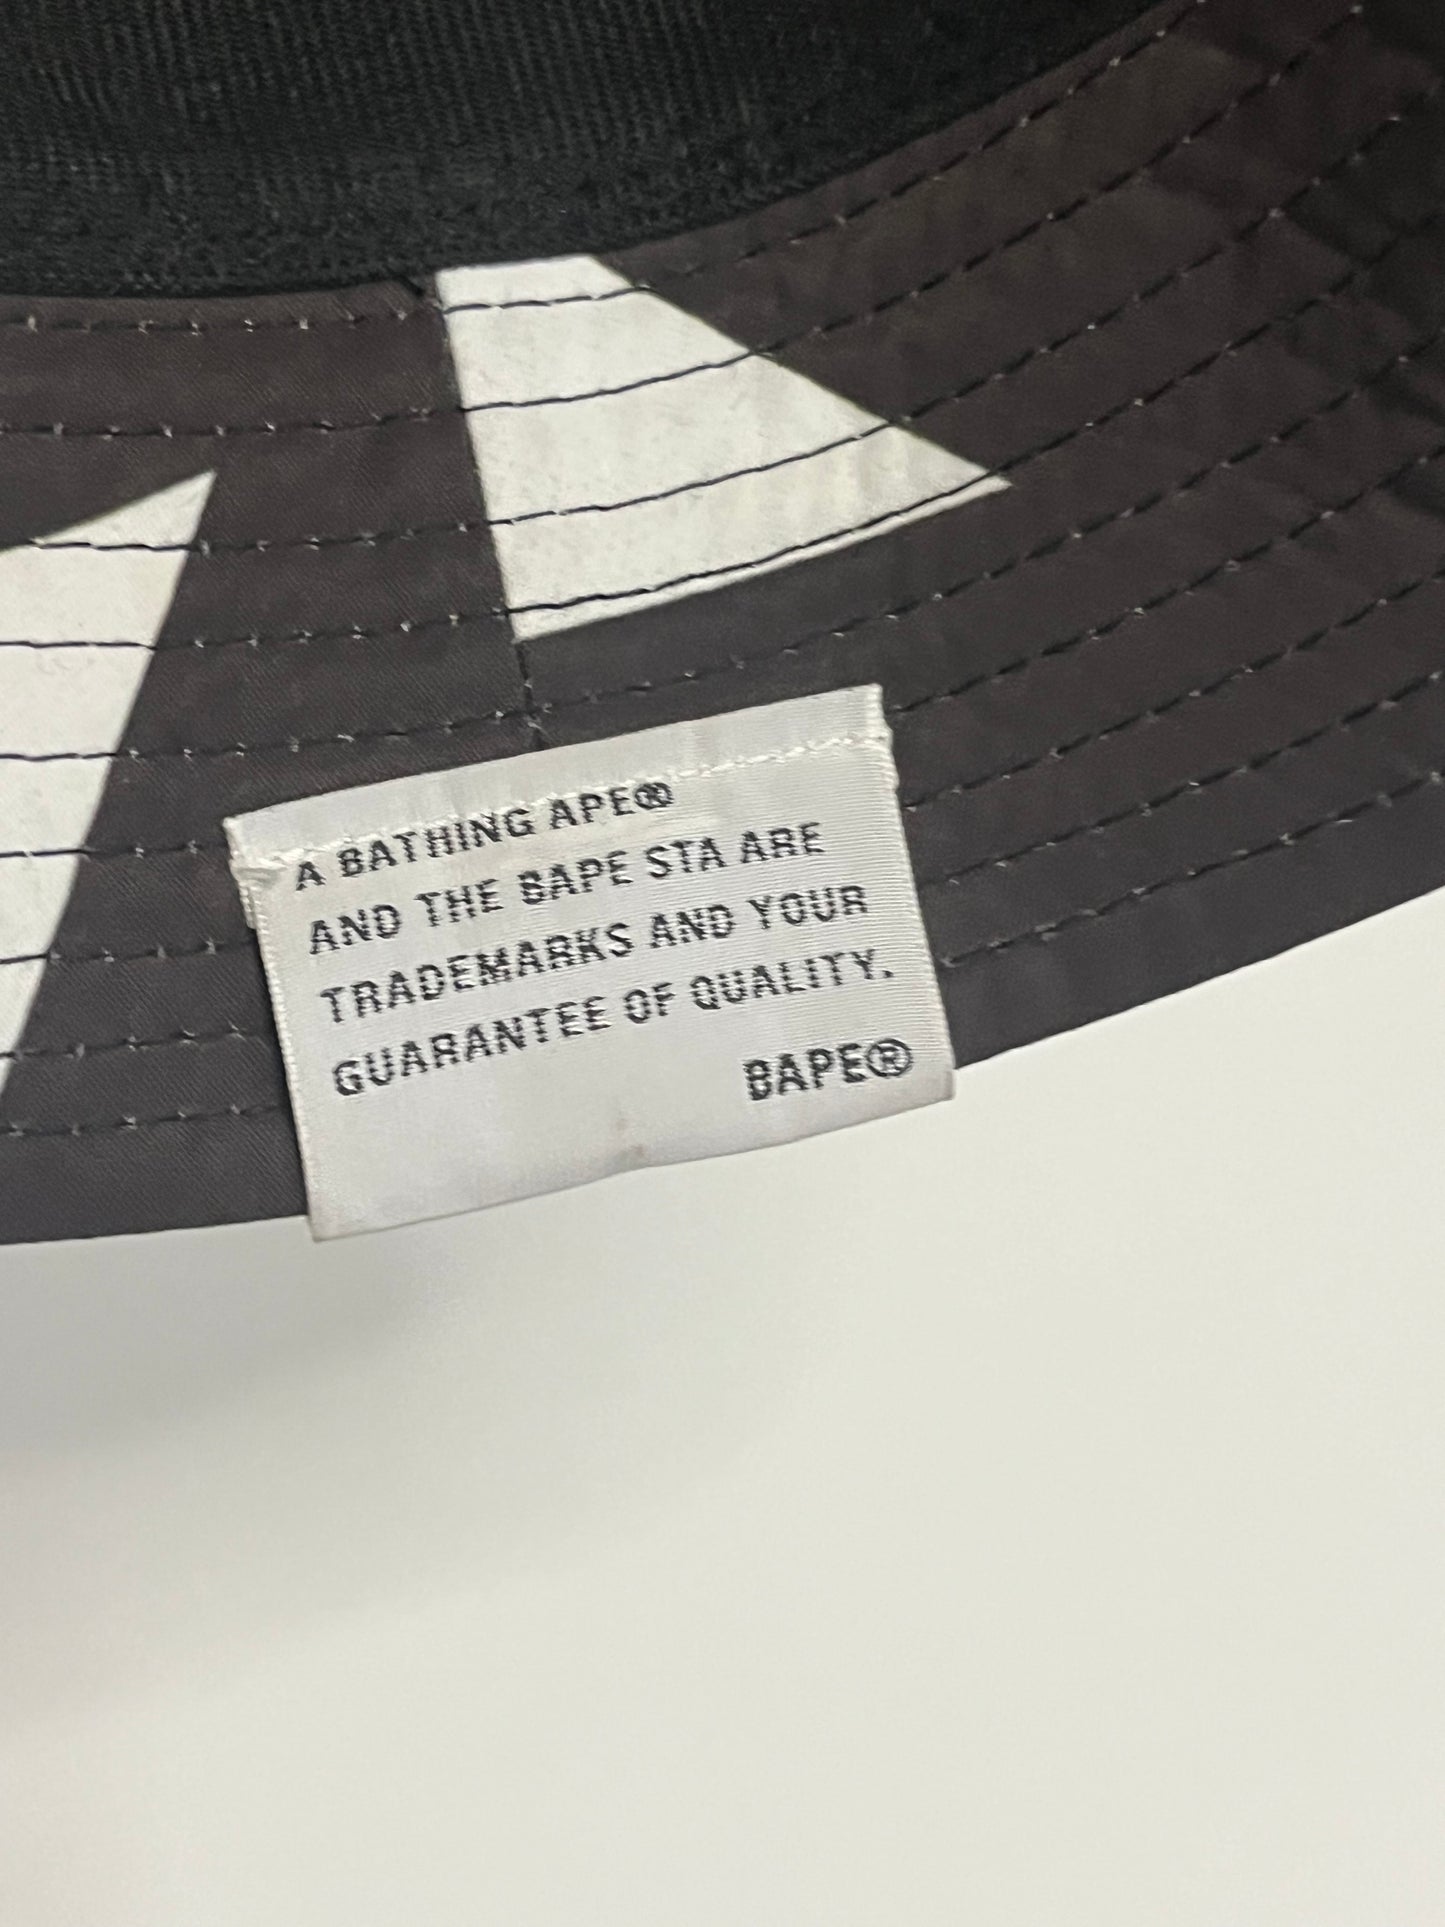 A BATHING APE®
AND THE BAPE STA ARE
TRADEMARKS AND YOUR
GUARANTEE OF QUALITY.
BAPE®